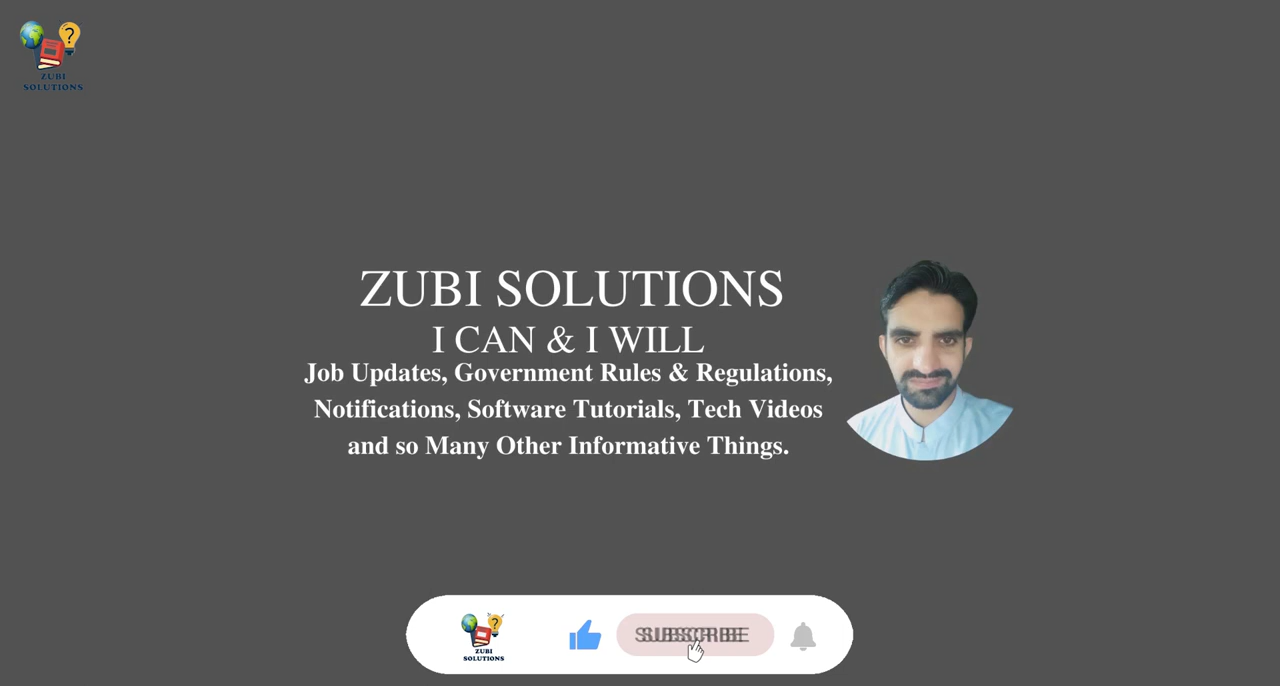 ZUBI
SOLUTIONS
ZUBI SOLUTIONS
I CAN & I WILL
Job Updates, Government Rules & Regulations,
Notifications, Software Tutorials, Tech Videos
and so Many Other Informative Things.
ZUBI
SOLUTIONS
SUBSCRIBE